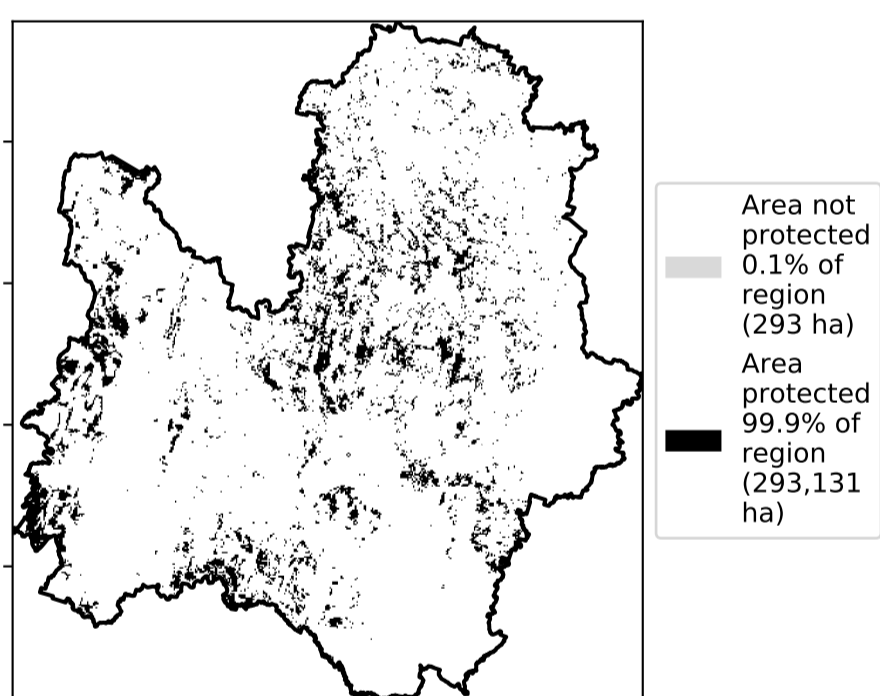 Area not
protected
0.1% of
region
(293 ha)
Area
protected
99.9% of
region
(293,131
ha)